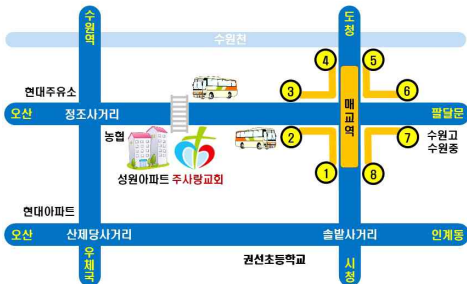 수원역
도청
수원천
현대주유소
4
5
3
6
오산
정조사거리
매교역
팔달문
농협
2
7
수원고
수원중
성원아파트
주사랑교회
1
8
현대아파트
오산
산제당사거리
솔밭사거리
인계동
우체국
권선초등학교
시청